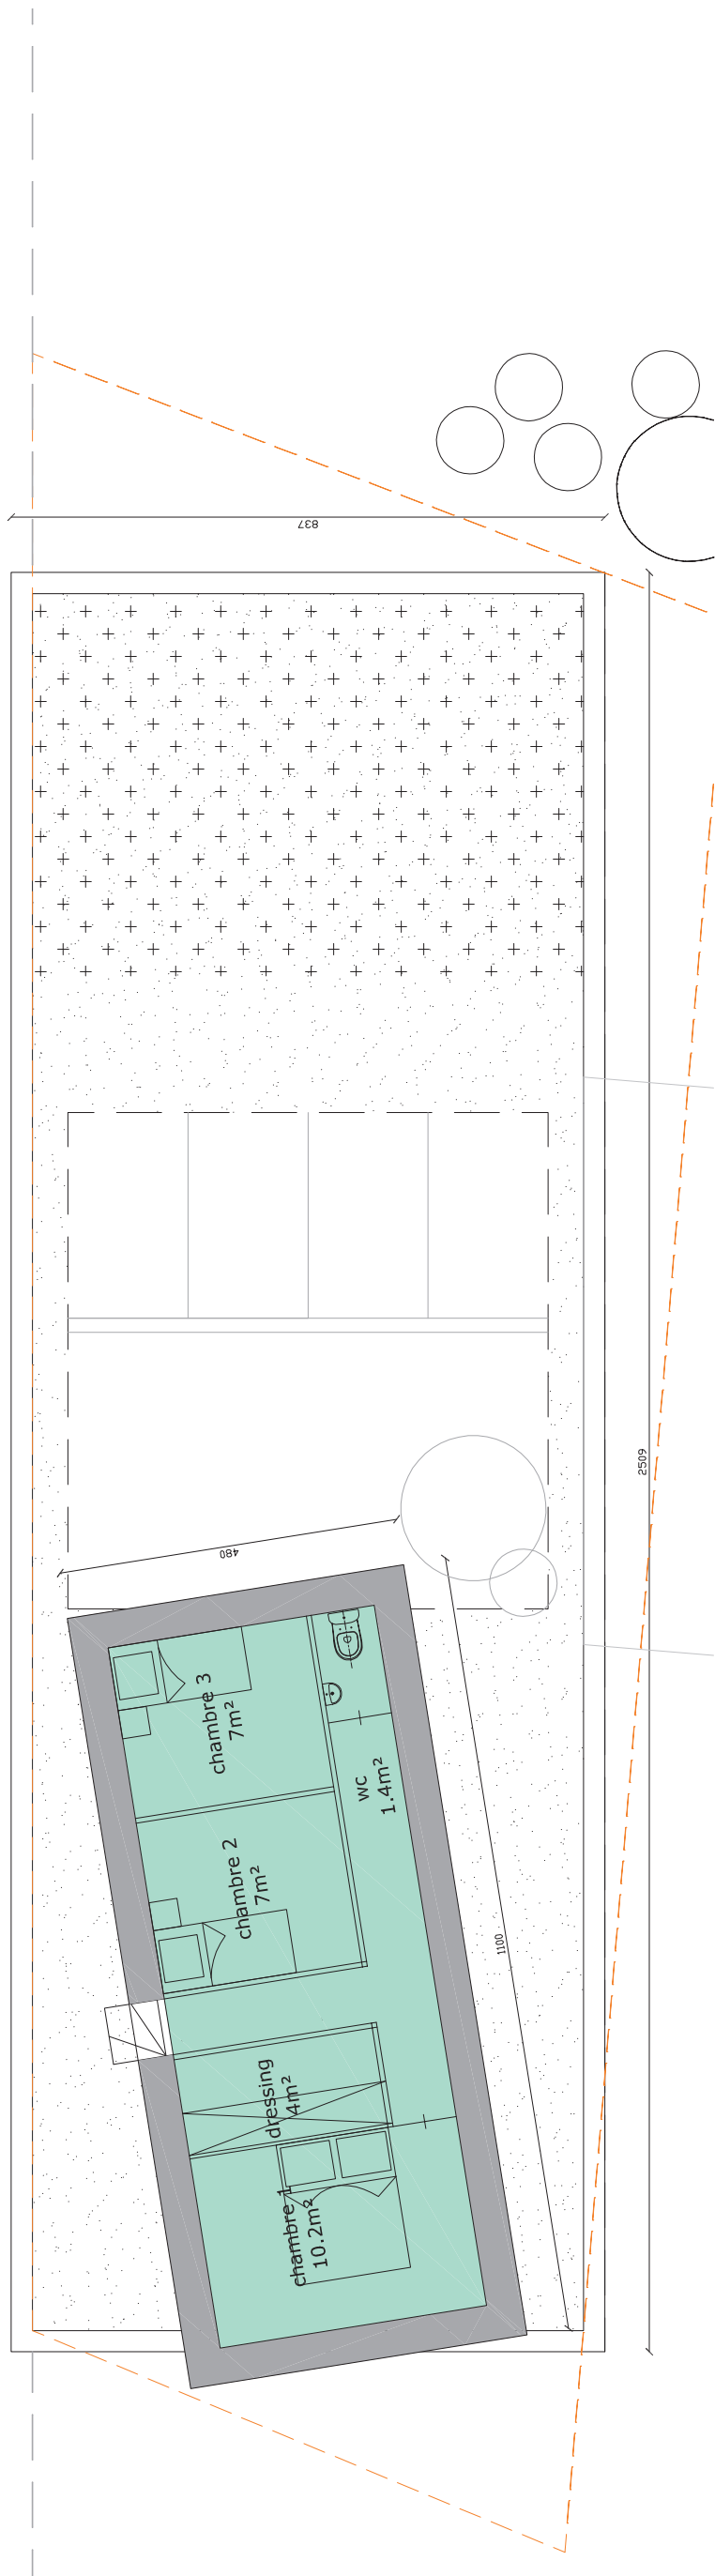 837
2509
480
chambre 3
7m²
wc
1.4m²
chambre 2
7m²
1100
dressing
4m²
chambre 1
10.2m²